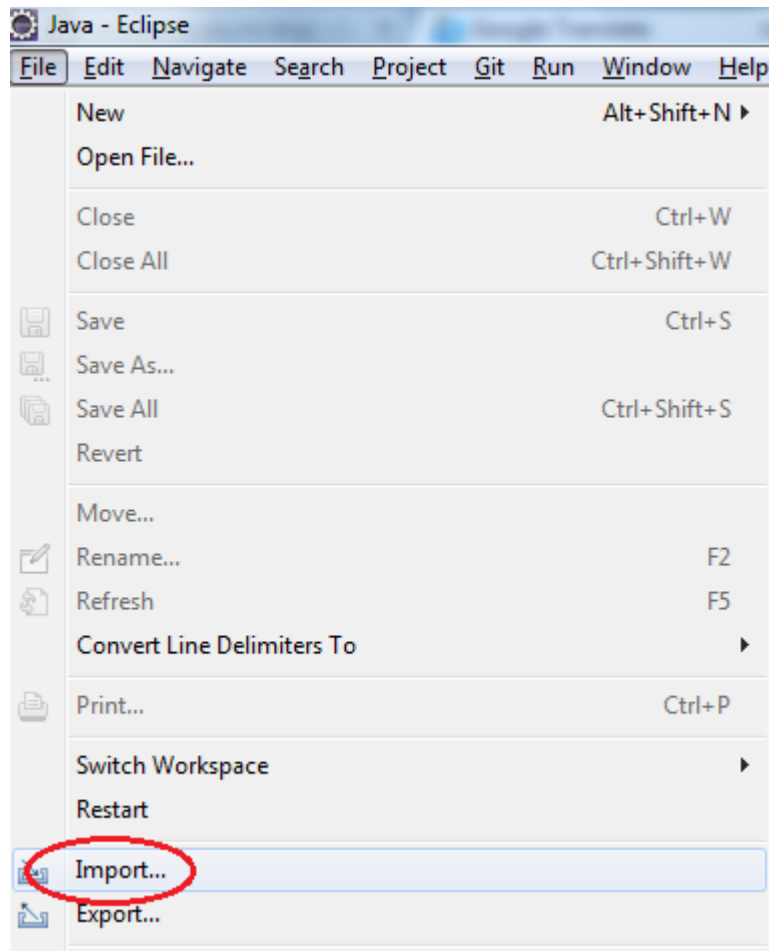 Java - Eclipse
File Edit Navigate Search Project Git Run Window Help
New Alt+Shift+N
Open File...
Close Ctrl+W
Close All Ctrl+Shift+W
Save Ctrl+S
Save As...
Save All Ctrl+Shift+S
Revert
Move...
Rename... F2
Refresh F5
Convert Line Delimiters To
Print... Ctrl+P
Switch Workspace
Restart
Import...
Export...